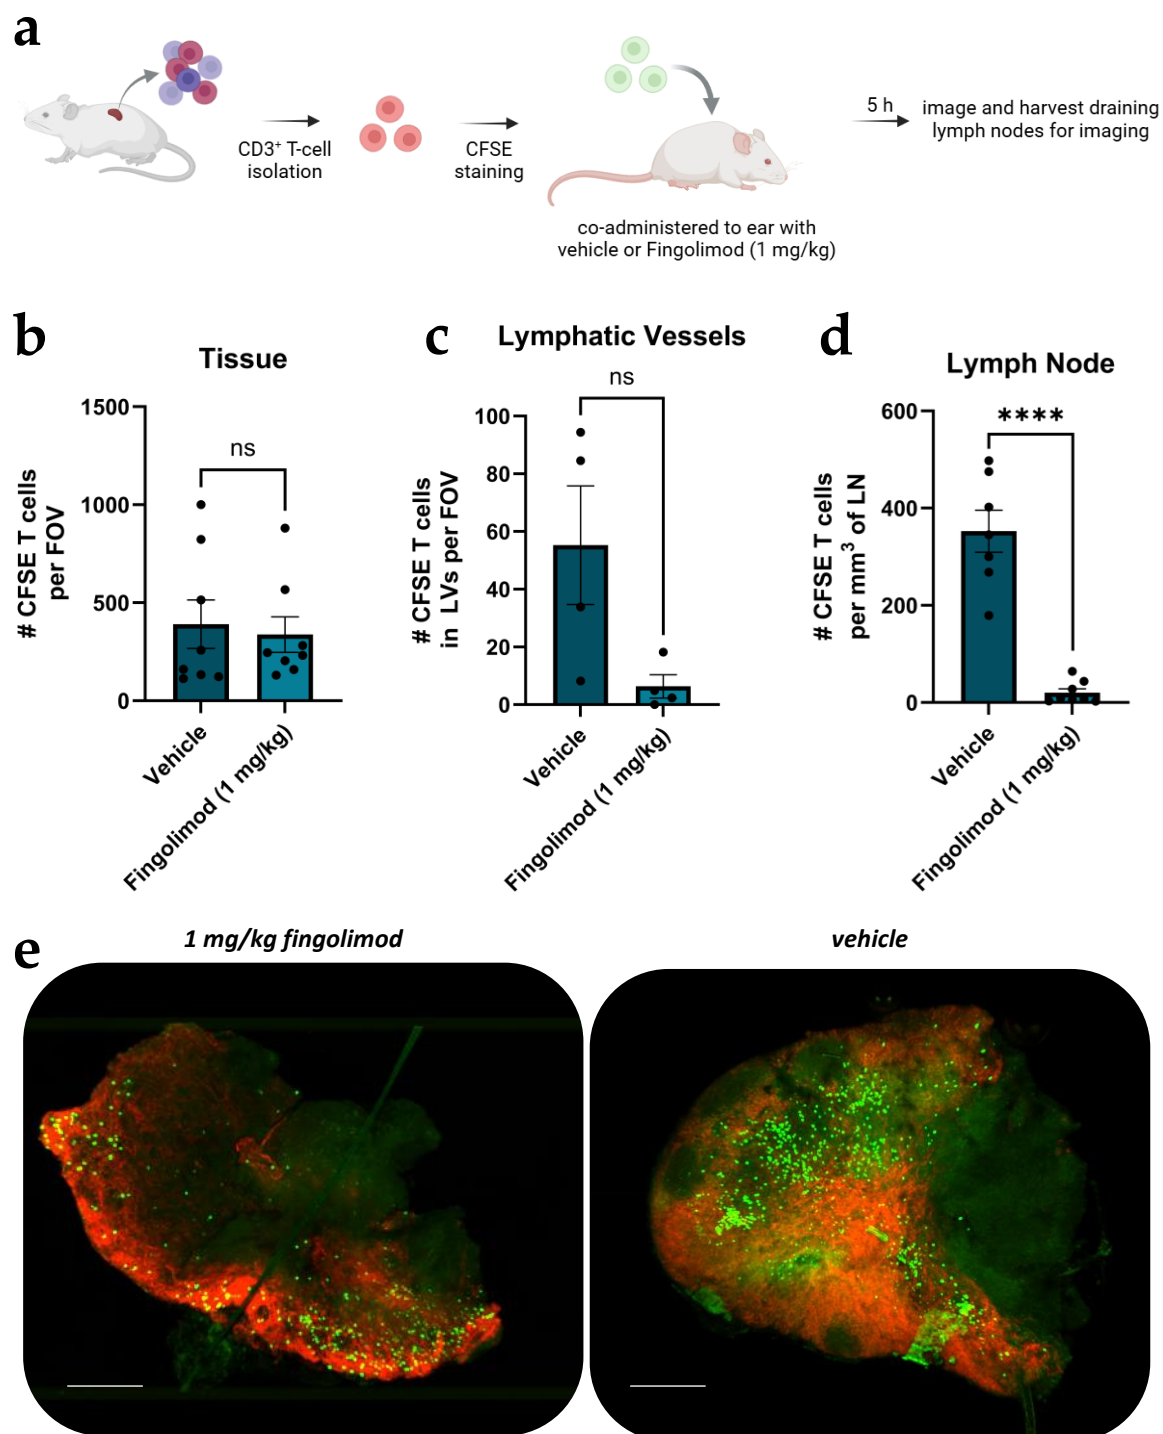 a
CD3⁺ T-cell
isolation
CFSE
staining
co-administered to ear with
vehicle or Fingolimod (1 mg/kg)
5 h
image and harvest draining
lymph nodes for imaging
b
Tissue
ns
1500
1000
500
0
# CFSE T cells
per FOV
Vehicle
Fingolimod (1 mg/kg)
c
Lymphatic Vessels
ns
100
80
60
40
20
0
# CFSE T cells
in LVs per FOV
Vehicle
Fingolimod (1 mg/kg)
d
Lymph Node
****
600
400
200
0
# CFSE T cells
per mm³ of LN
Vehicle
Fingolimod (1 mg/kg)
e
1 mg/kg fingolimod
vehicle